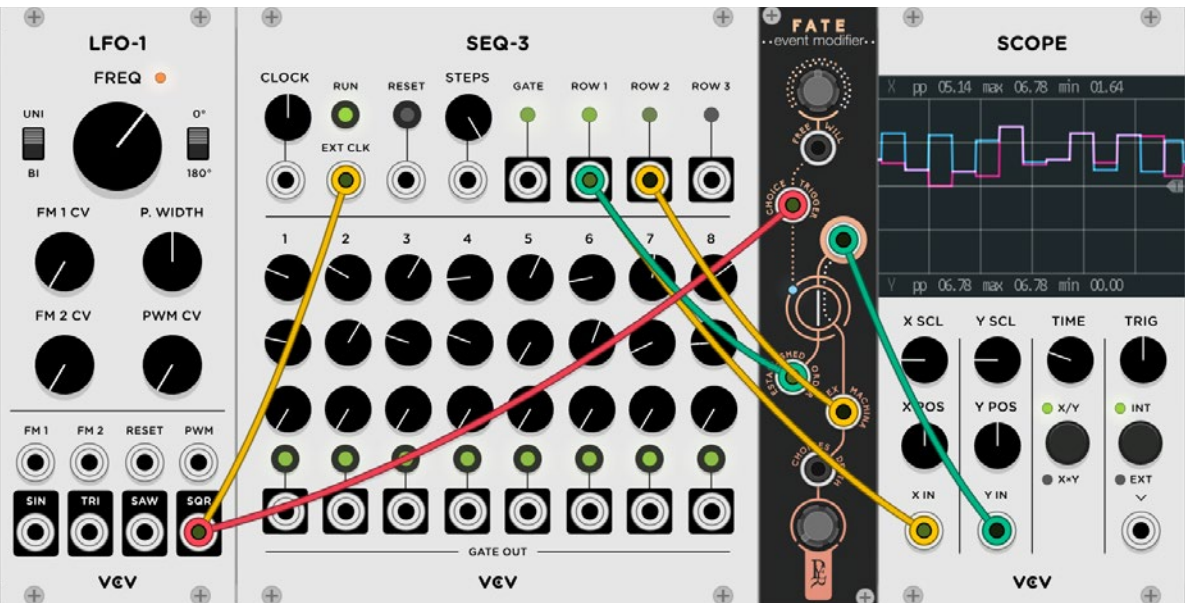 LFO-1
FREQ
UNI
BI
0°
180°
FM 1 CV
P. WIDTH
FM 2 CV
PWM CV
FM 1
FM 2
RESET
PWM
SIN
TRI
SAW
SQR
VCV
SEQ-3
CLOCK
RUN
RESET
STEPS
GATE
ROW 1
ROW 2
ROW 3
EXT CLK
1 2 3 4 5 6 7 8
GATE OUT
VCV
FATE
event modifier
FREE WILL
CHOICE TRIGGER
EX MACHINA
SCOPE
X pp 05.14 max 06.78 min 01.64
Y pp 06.78 max 06.78 min 00.00
X SCL
Y SCL
TIME
TRIG
X POS
Y POS
X/Y
X×Y
INT
EXT
X IN
Y IN
VCV